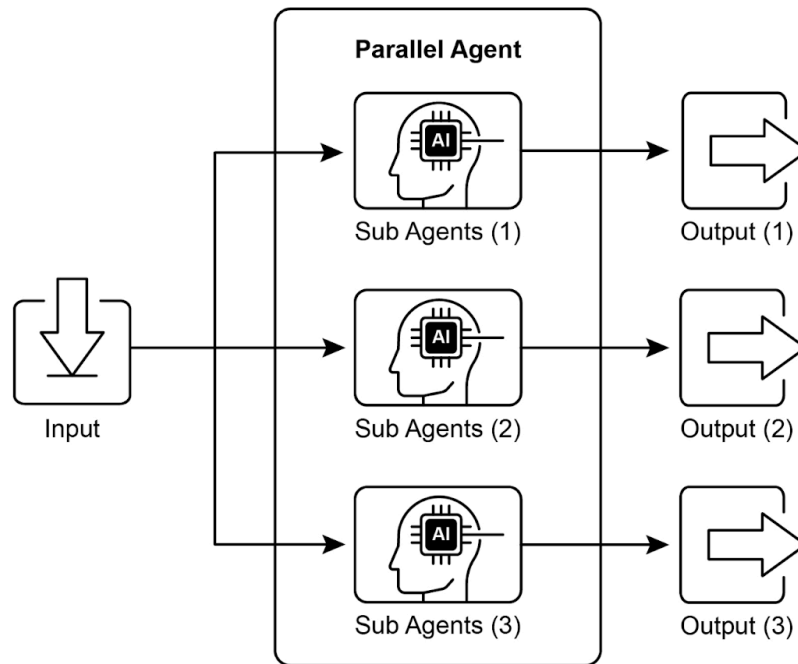 Parallel Agent
AI
Sub Agents (1)
Output (1)
AI
Input
Sub Agents (2)
Output (2)
AI
Sub Agents (3)
Output (3)